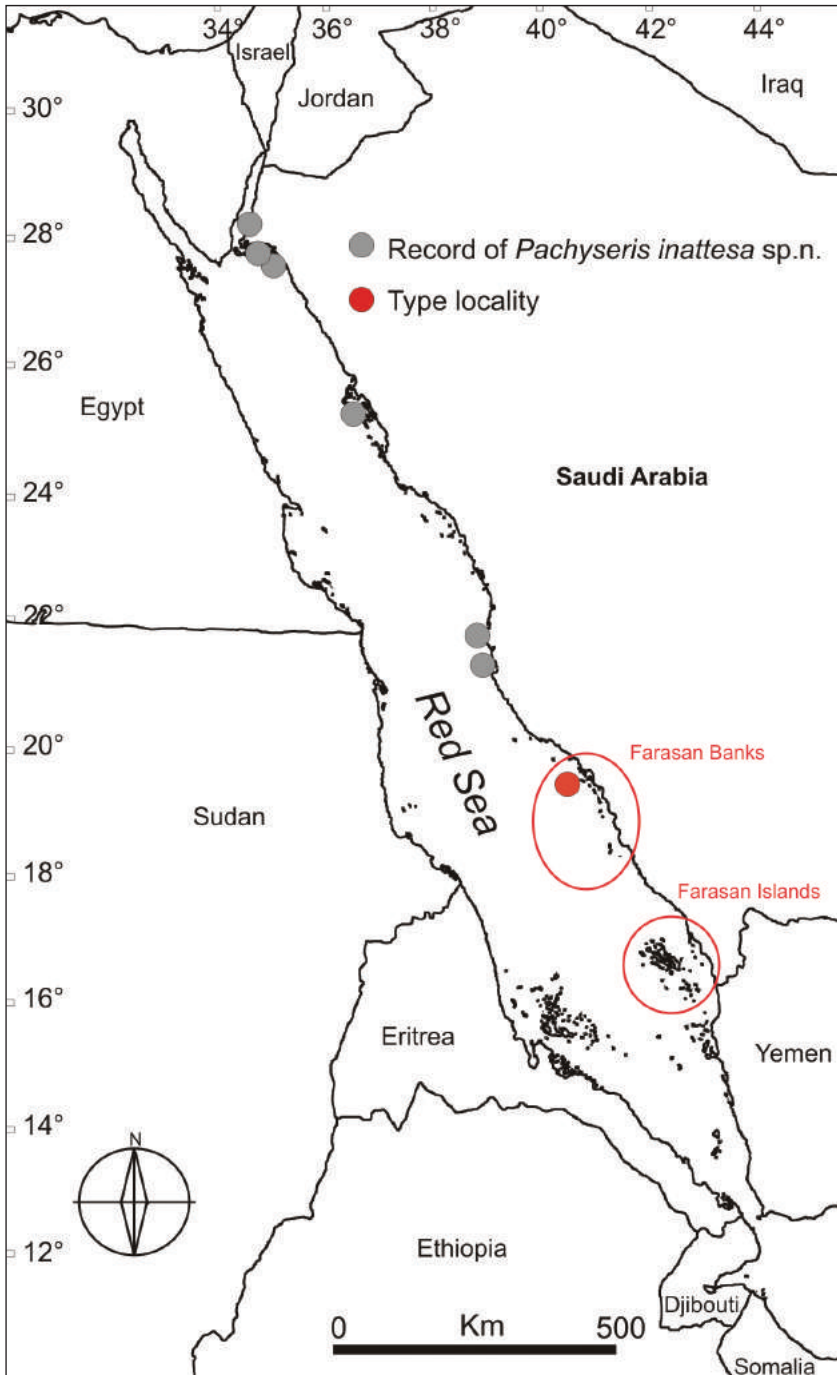 34° 36° 38° 40° 42° 44°
Israel
Jordan
Iraq
30°
28°
Record of Pachyseris inattesa sp.n.
Type locality
26°
Egypt
24°
Saudi Arabia
22°
Red Sea
20°
Farasan Banks
Sudan
18°
Farasan Islands
16°
Eritrea
Yemen
14°
N
12°
Ethiopia
Djibouti
0 Km 500
Somalia